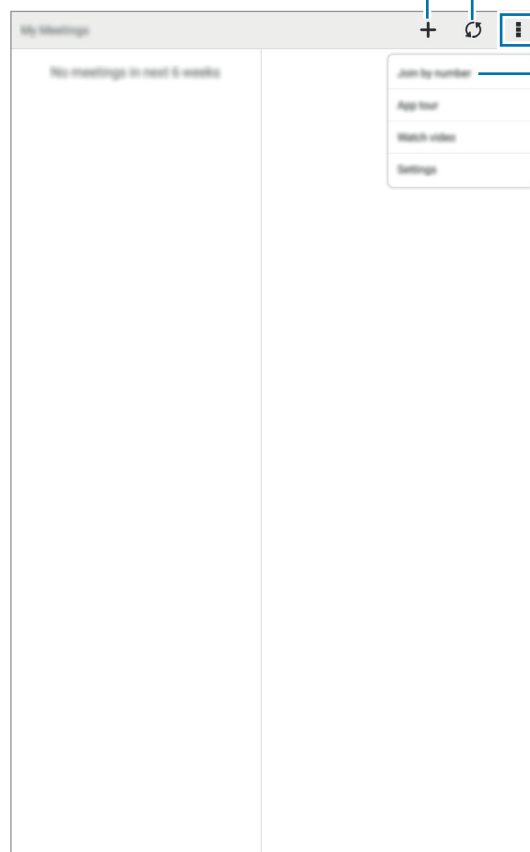 My Meetings
No meetings in next 6 weeks
Join by number
App tour
Watch video
Settings